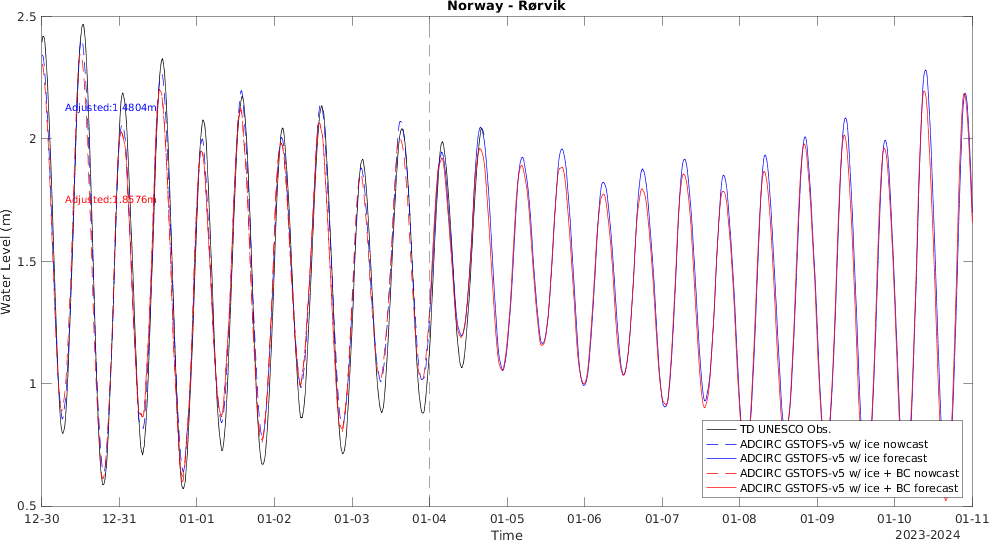 Norway - Rørvik
2.5
2
1.5
1
0.5
Water Level (m)
Adjusted:1.4804m
Adjusted:1.8576m
TD UNESCO Obs.
ADCIRC GSTOFS-v5 w/ ice nowcast
ADCIRC GSTOFS-v5 w/ ice forecast
ADCIRC GSTOFS-v5 w/ ice + BC nowcast
ADCIRC GSTOFS-v5 w/ ice + BC forecast
12-30 12-31 01-01 01-02 01-03 01-04 01-05 01-06 01-07 01-08 01-09 01-10 01-11
Time
2023-2024